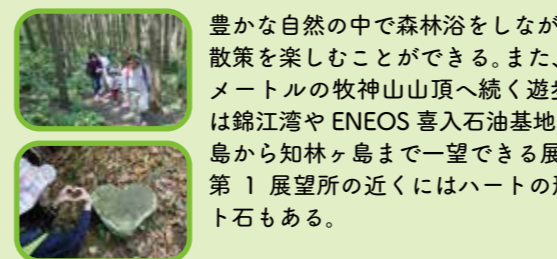 豊かな自然の中で森林浴をしなが
散策を楽しむことができる。また、
メートルの牧神山山頂へ続く遊歩
は錦江湾や ENEOS 喜入石油基地
島から知林ヶ島まで一望できる展
第 1 展望所の近くにはハートの形
ト石もある。